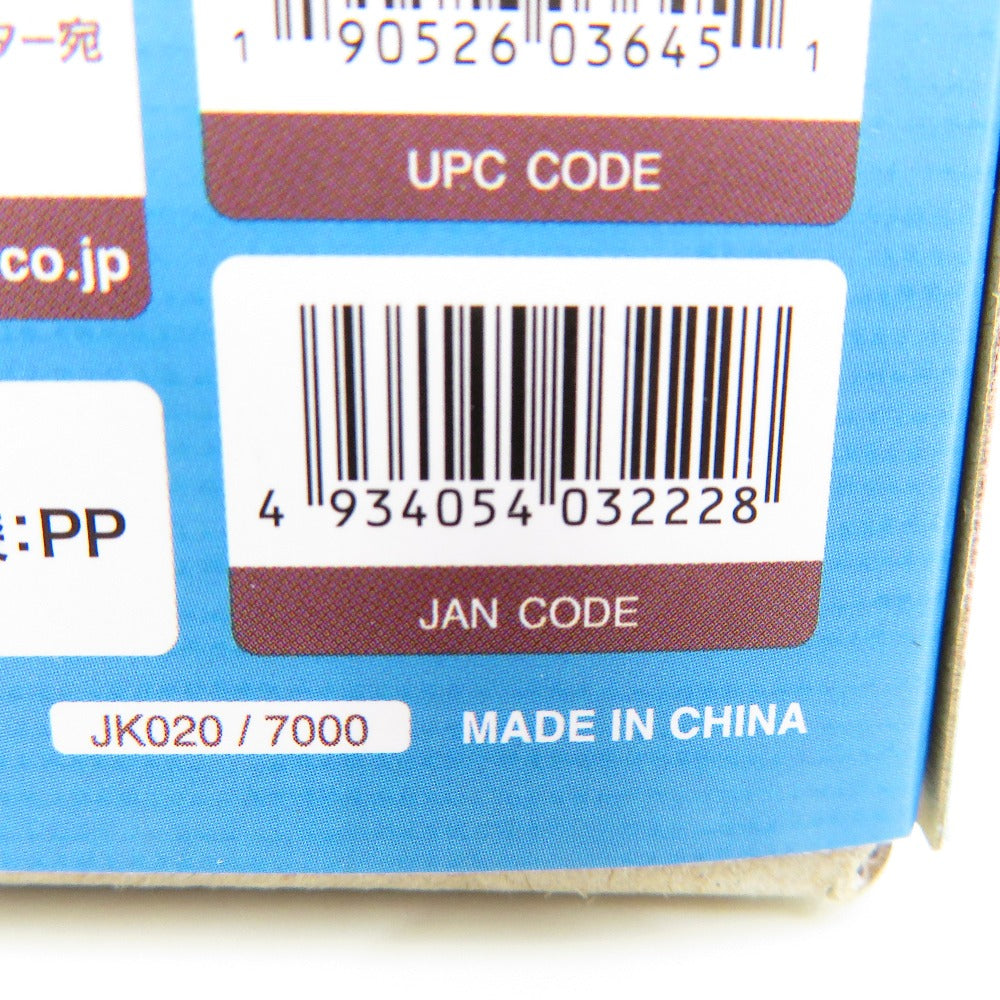 ター宛
1 90526 03645 1
UPC CODE
co.jp
4 934054 032228
:PP
JAN CODE
JK020 / 7000
MADE IN CHINA